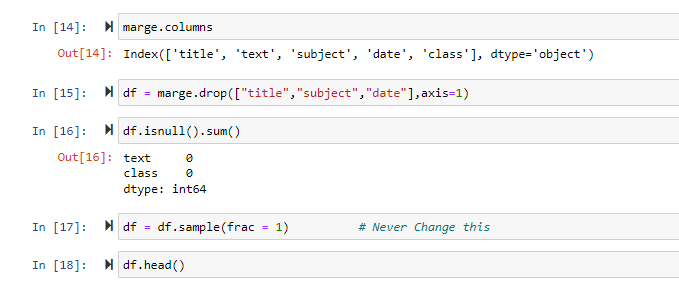 In [14]: marge.columns
Out[14]: Index(['title', 'text', 'subject', 'date', 'class'], dtype='object')
In [15]: df = marge.drop(["title","subject","date"],axis=1)
In [16]: df.isnull().sum()
Out[16]: text     0
class    0
dtype: int64
In [17]: df = df.sample(frac = 1)          # Never Change this
In [18]: df.head()